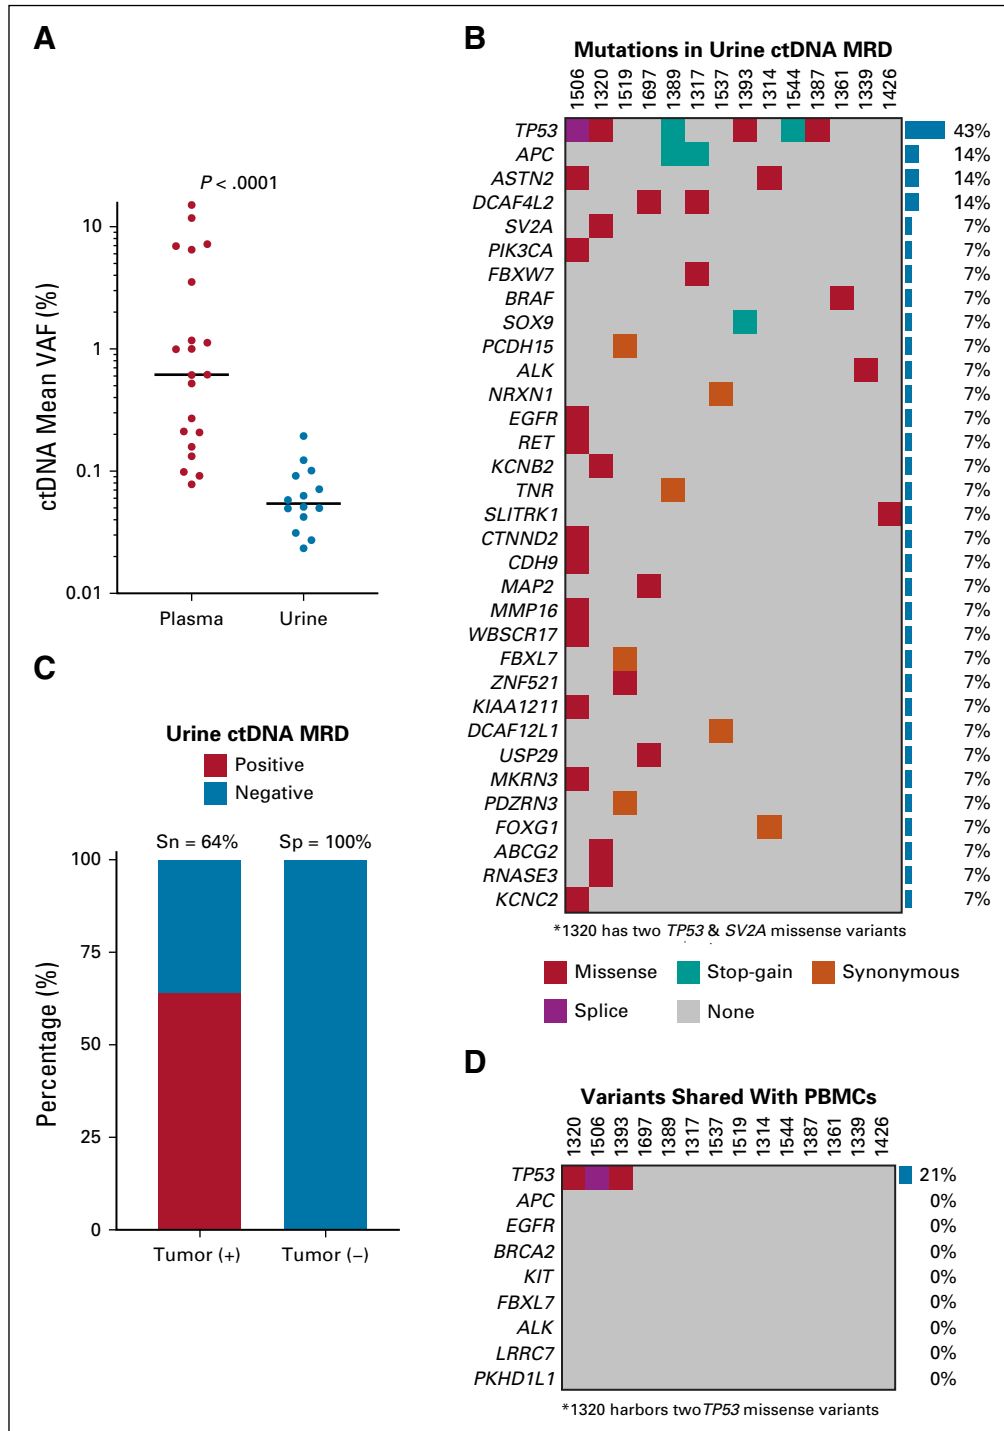 A
P < .0001
ctDNA Mean VAF (%)
10
1
0.1
0.01
Plasma
Urine
B
Mutations in Urine ctDNA MRD
1506 1320 1519 1697 1389 1317 1537 1393 1314 1544 1387 1361 1339 1426
TP53 43%
APC 14%
ASTN2 14%
DCAF4L2 14%
SV2A 7%
PIK3CA 7%
FBXW7 7%
BRAF 7%
SOX9 7%
PCDH15 7%
ALK 7%
NRXN1 7%
EGFR 7%
RET 7%
KCNB2 7%
TNR 7%
SLITRK1 7%
CTNND2 7%
CDH9 7%
MAP2 7%
MMP16 7%
WBSCR17 7%
FBXL7 7%
ZNF521 7%
KIAA1211 7%
DCAF12L1 7%
USP29 7%
MKRN3 7%
PDZRN3 7%
FOXG1 7%
ABCG2 7%
RNASE3 7%
KCNC2 7%
*1320 has two TP53 & SV2A missense variants
Missense
Stop-gain
Synonymous
Splice
None
C
Urine ctDNA MRD
Positive
Negative
Sn = 64%
Sp = 100%
Percentage (%)
100
75
50
25
0
Tumor (+)
Tumor (−)
D
Variants Shared With PBMCs
1320 1506 1393 1697 1389 1317 1537 1519 1314 1544 1387 1361 1339 1426
TP53 21%
APC 0%
EGFR 0%
BRCA2 0%
KIT 0%
FBXL7 0%
ALK 0%
LRRC7 0%
PKHD1L1 0%
*1320 harbors two TP53 missense variants